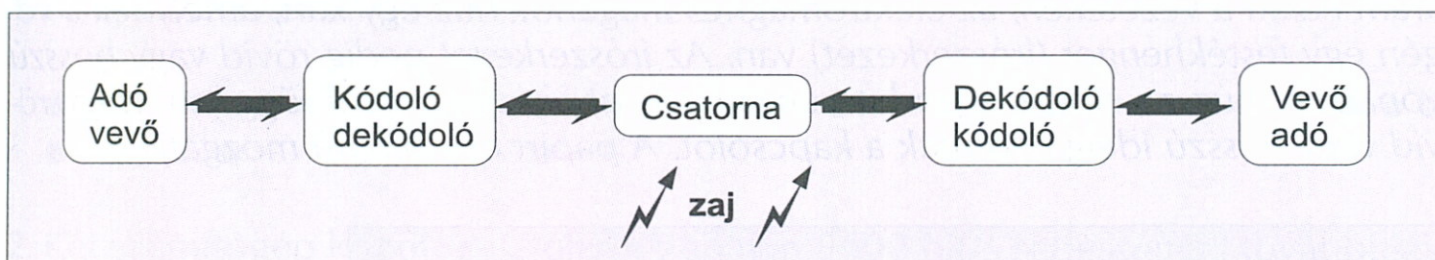 Adó
vevő
Kódoló
dekódoló
Csatorna
Dekódoló
kódoló
Vevő
adó
zaj